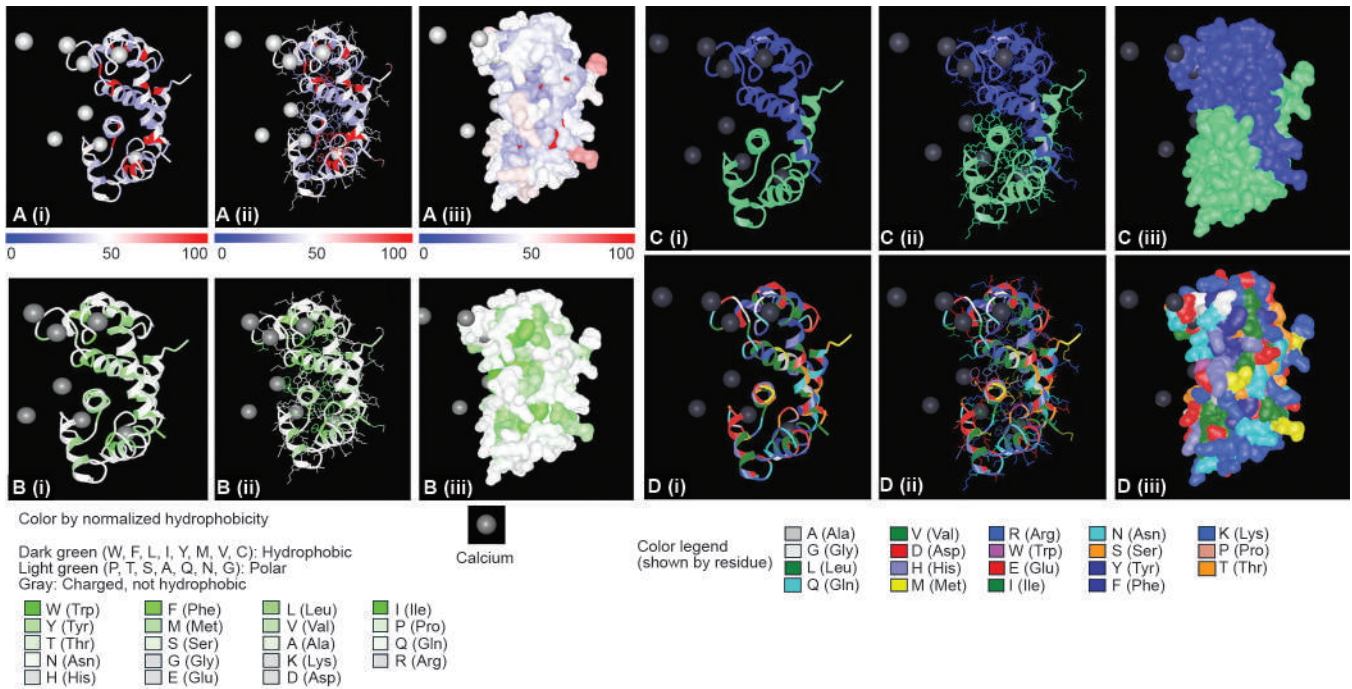 A (i)
A (ii)
A (iii)
C (i)
C (ii)
C (iii)
0 50 100
0 50 100
0 50 100
B (i)
B (ii)
B (iii)
D (i)
D (ii)
D (iii)
Color by normalized hydrophobicity
Calcium
Dark green (W, F, L, I, Y, M, V, C): Hydrophobic
Light green (P, T, S, A, Q, N, G): Polar
Gray: Charged, not hydrophobic
W (Trp) F (Phe) L (Leu) I (Ile)
Y (Tyr) M (Met) V (Val) P (Pro)
T (Thr) S (Ser) A (Ala) Q (Gln)
N (Asn) G (Gly) K (Lys) R (Arg)
H (His) E (Glu) D (Asp)
Color legend
(shown by residue)
A (Ala) V (Val) R (Arg) N (Asn) K (Lys)
G (Gly) D (Asp) W (Trp) S (Ser) P (Pro)
L (Leu) H (His) E (Glu) Y (Tyr) T (Thr)
Q (Gln) M (Met) I (Ile) F (Phe)